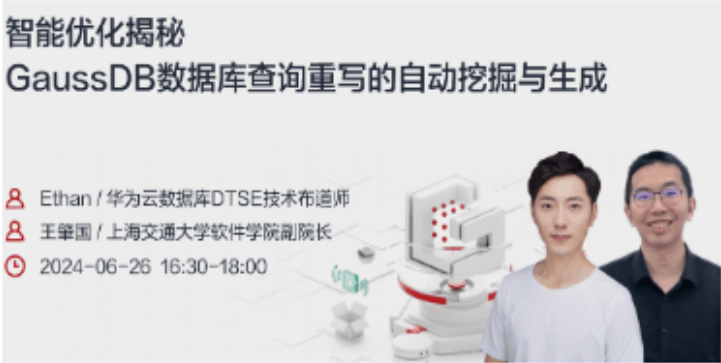 智能优化揭秘
GaussDB数据库查询重写的自动挖掘与生成
Ethan / 华为云数据库DTSE技术布道师
王肇国 / 上海交通大学软件学院副院长
2024-06-26 16:30-18:00